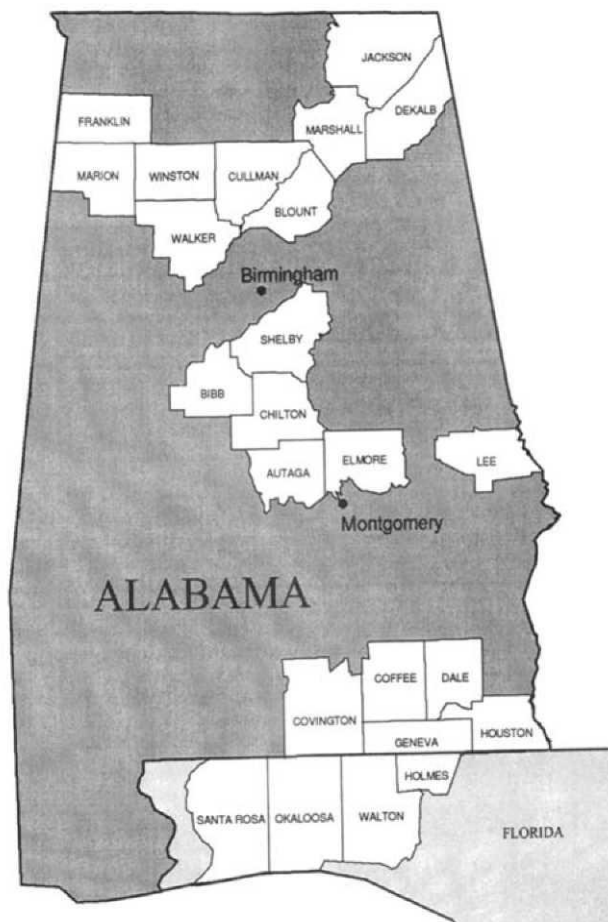 JACKSON
DEKALB
FRANKLIN
MARSHALL
MARION
WINSTON
CULLMAN
BLOUNT
WALKER
Birmingham
SHELBY
BIBB
CHILTON
AUTAGA
ELMORE
LEE
Montgomery
ALABAMA
COFFEE
DALE
COVINGTON
HOUSTON
GENEVA
HOLMES
SANTA ROSA
OKALOOSA
WALTON
FLORIDA